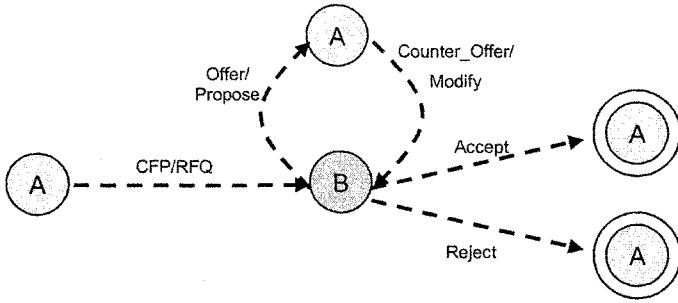 A
Offer/
Propose
Counter_Offer/
Modify
A
CFP/RFQ
B
Accept
A
Reject
A